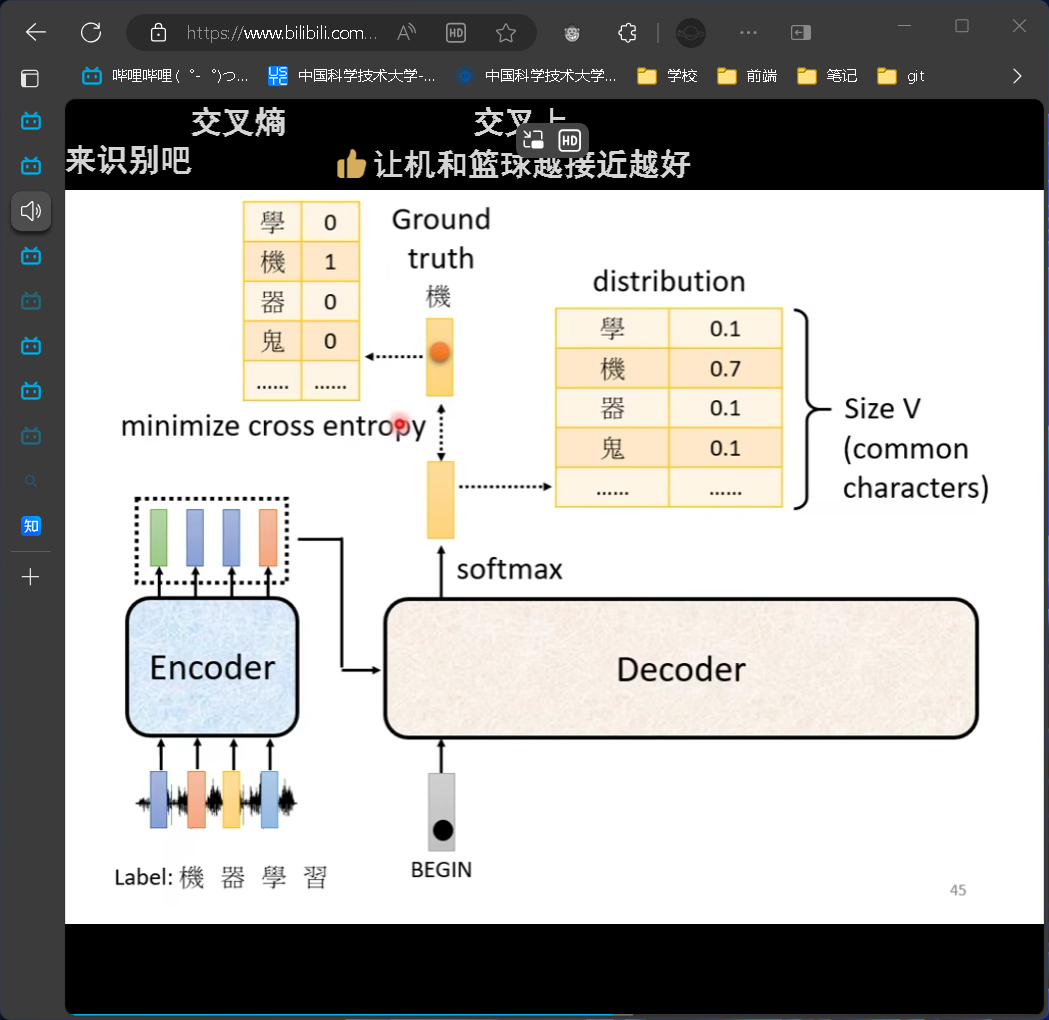 https://www.bilibili.com...
HD
哔哩哔哩 (゜-゜)つ...
中国科学技术大学-...
中国科学技术大学...
学校
前端
笔记
git
知
交叉熵
交叉上
HD
来识别吧
让机和篮球越接近越好
學 0
機 1
器 0
鬼 0
...... ......
Ground
truth
機
distribution
學 0.1
機 0.7
器 0.1
鬼 0.1
...... ......
Size V
(common
characters)
minimize cross entropy
softmax
Encoder
Decoder
BEGIN
Label: 機 器 學 習
45